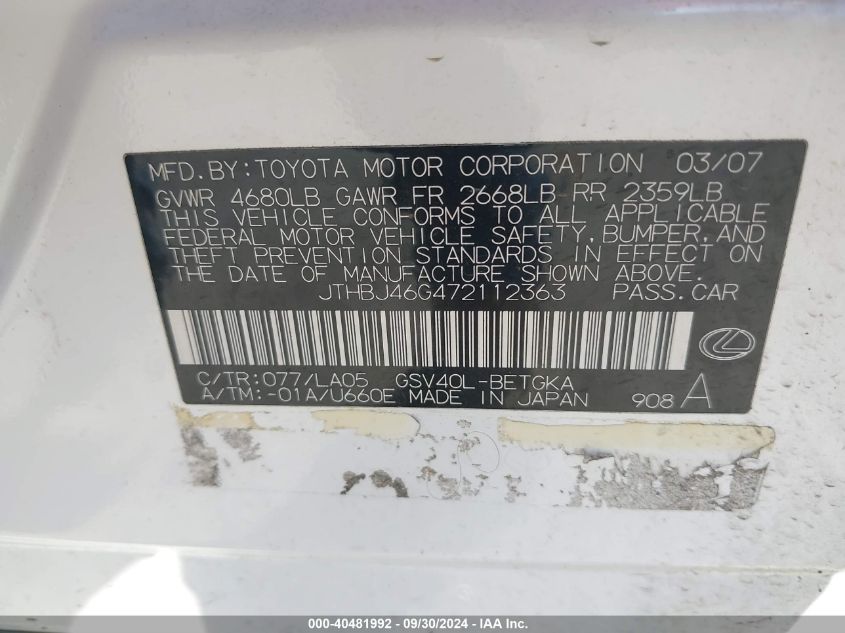 MFD.BY:TOYOTA MOTOR CORPORATION 03/07
GVWR 4680LB GAWR FR 2668LB RR 2359LB
THIS VEHICLE CONFORMS TO ALL APPLICABLE
FEDERAL MOTOR VEHICLE SAFETY,BUMPER,AND
THEFT PREVENTION STANDARDS IN EFFECT ON
THE DATE OF MANUFACTURE SHOWN ABOVE.
JTHBJ46G472112363 PASS.CAR
C/TR:077/LA05 GSV40L-BETGKA
A/TM:-01A/U660E MADE IN JAPAN 908 A
000-40481992 - 09/30/2024 - IAA Inc.